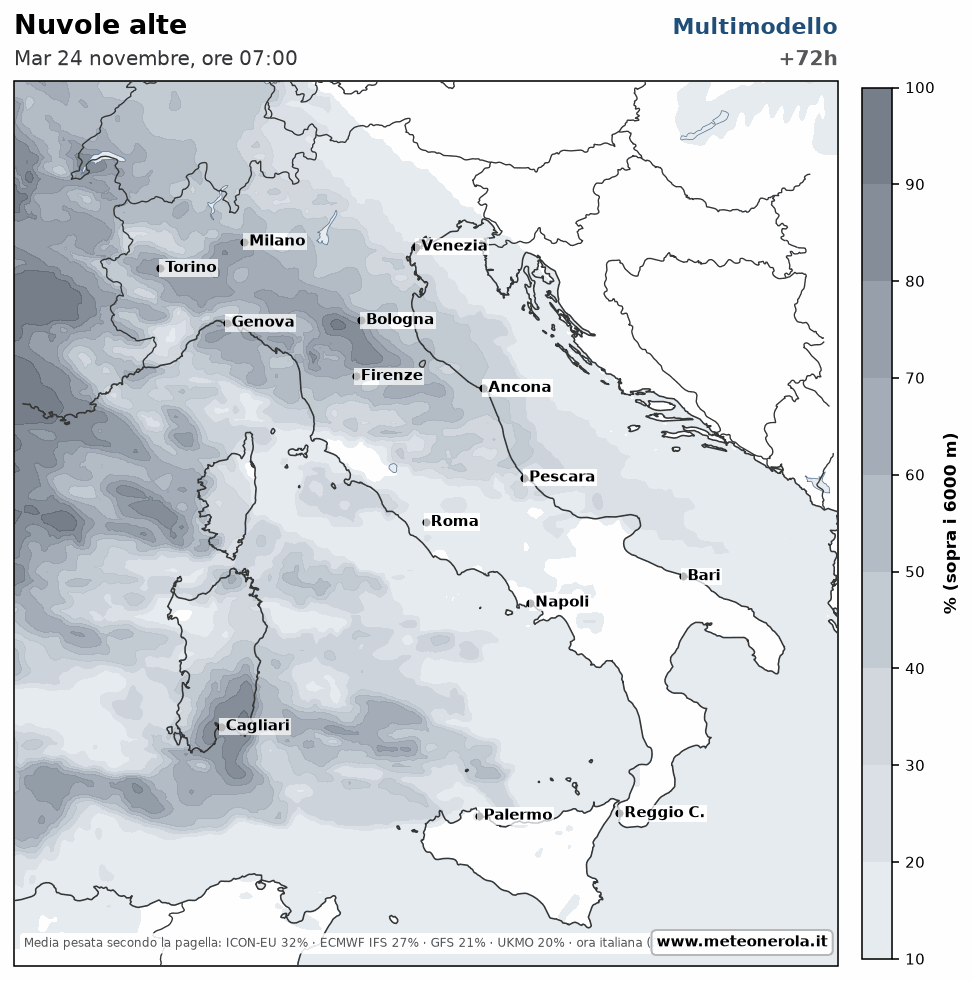 Nuvole alte
Multimodello
Mar 24 novembre, ore 07:00
+72h
100
90
80
70
60
50
40
30
20
10
% (sopra i 6000 m)
Milano
Venezia
Torino
Genova
Bologna
Firenze
Ancona
Pescara
Roma
Bari
Napoli
Cagliari
Palermo
Reggio C.
Media pesata secondo la pagella: ICON-EU 32% · ECMWF IFS 27% · GFS 21% · UKMO 20% · ora italiana (
www.meteonerola.it